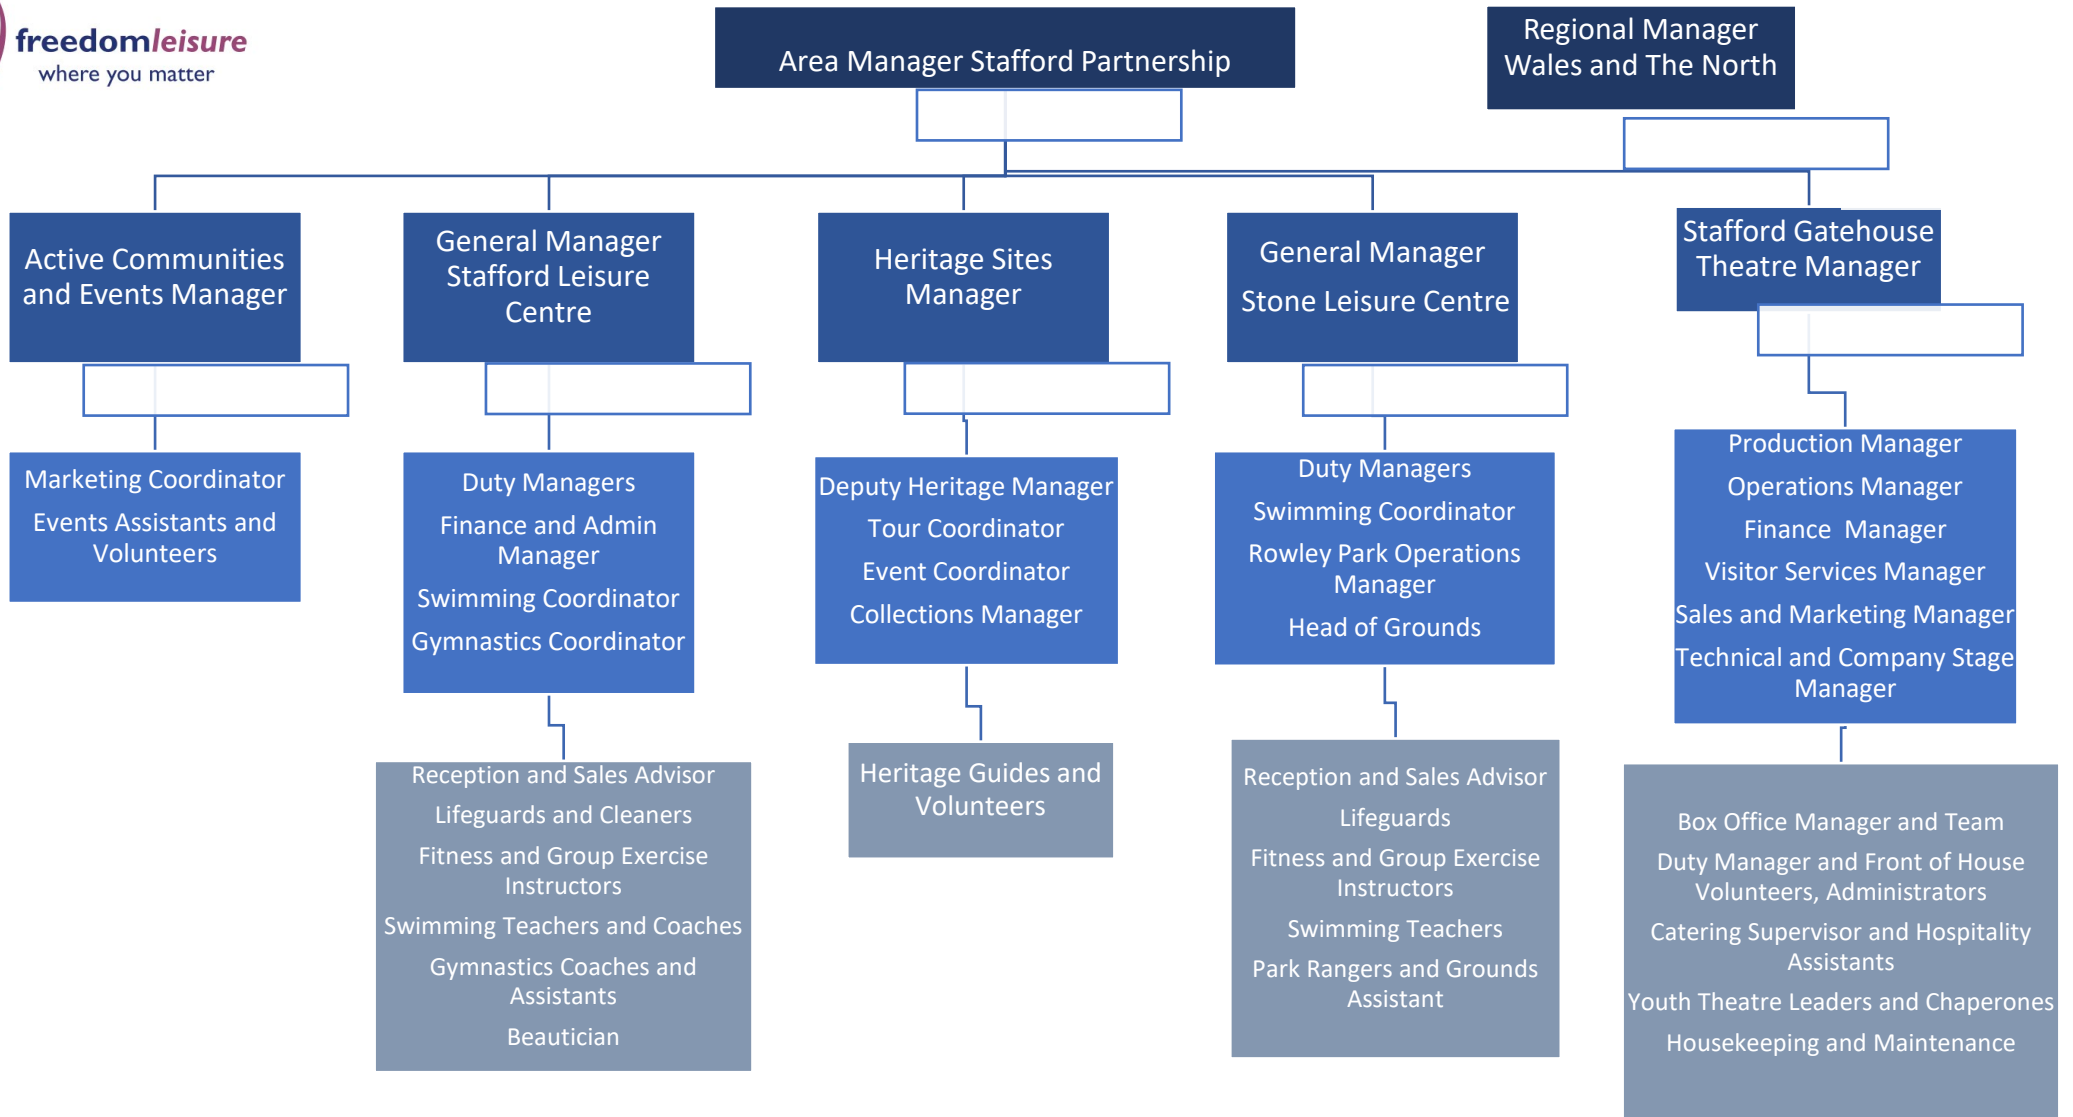 freedomleisure
where you matter
Area Manager Stafford Partnership
Regional Manager
Wales and The North
Active Communities
and Events Manager
General Manager
Stafford Leisure
Centre
Heritage Sites
Manager
General Manager
Stone Leisure Centre
Stafford Gatehouse
Theatre Manager
Marketing Coordinator
Events Assistants and
Volunteers
Duty Managers
Finance and Admin
Manager
Swimming Coordinator
Gymnastics Coordinator
Deputy Heritage Manager
Tour Coordinator
Event Coordinator
Collections Manager
Duty Managers
Swimming Coordinator
Rowley Park Operations
Manager
Head of Grounds
Production Manager
Operations Manager
Finance  Manager
Visitor Services Manager
Sales and Marketing Manager
Technical and Company Stage
Manager
Reception and Sales Advisor
Lifeguards and Cleaners
Fitness and Group Exercise
Instructors
Swimming Teachers and Coaches
Gymnastics Coaches and
Assistants
Beautician
Heritage Guides and
Volunteers
Reception and Sales Advisor
Lifeguards
Fitness and Group Exercise
Instructors
Swimming Teachers
Park Rangers and Grounds
Assistant
Box Office Manager and Team
Duty Manager and Front of House
Volunteers, Administrators
Catering Supervisor and Hospitality
Assistants
Youth Theatre Leaders and Chaperones
Housekeeping and Maintenance